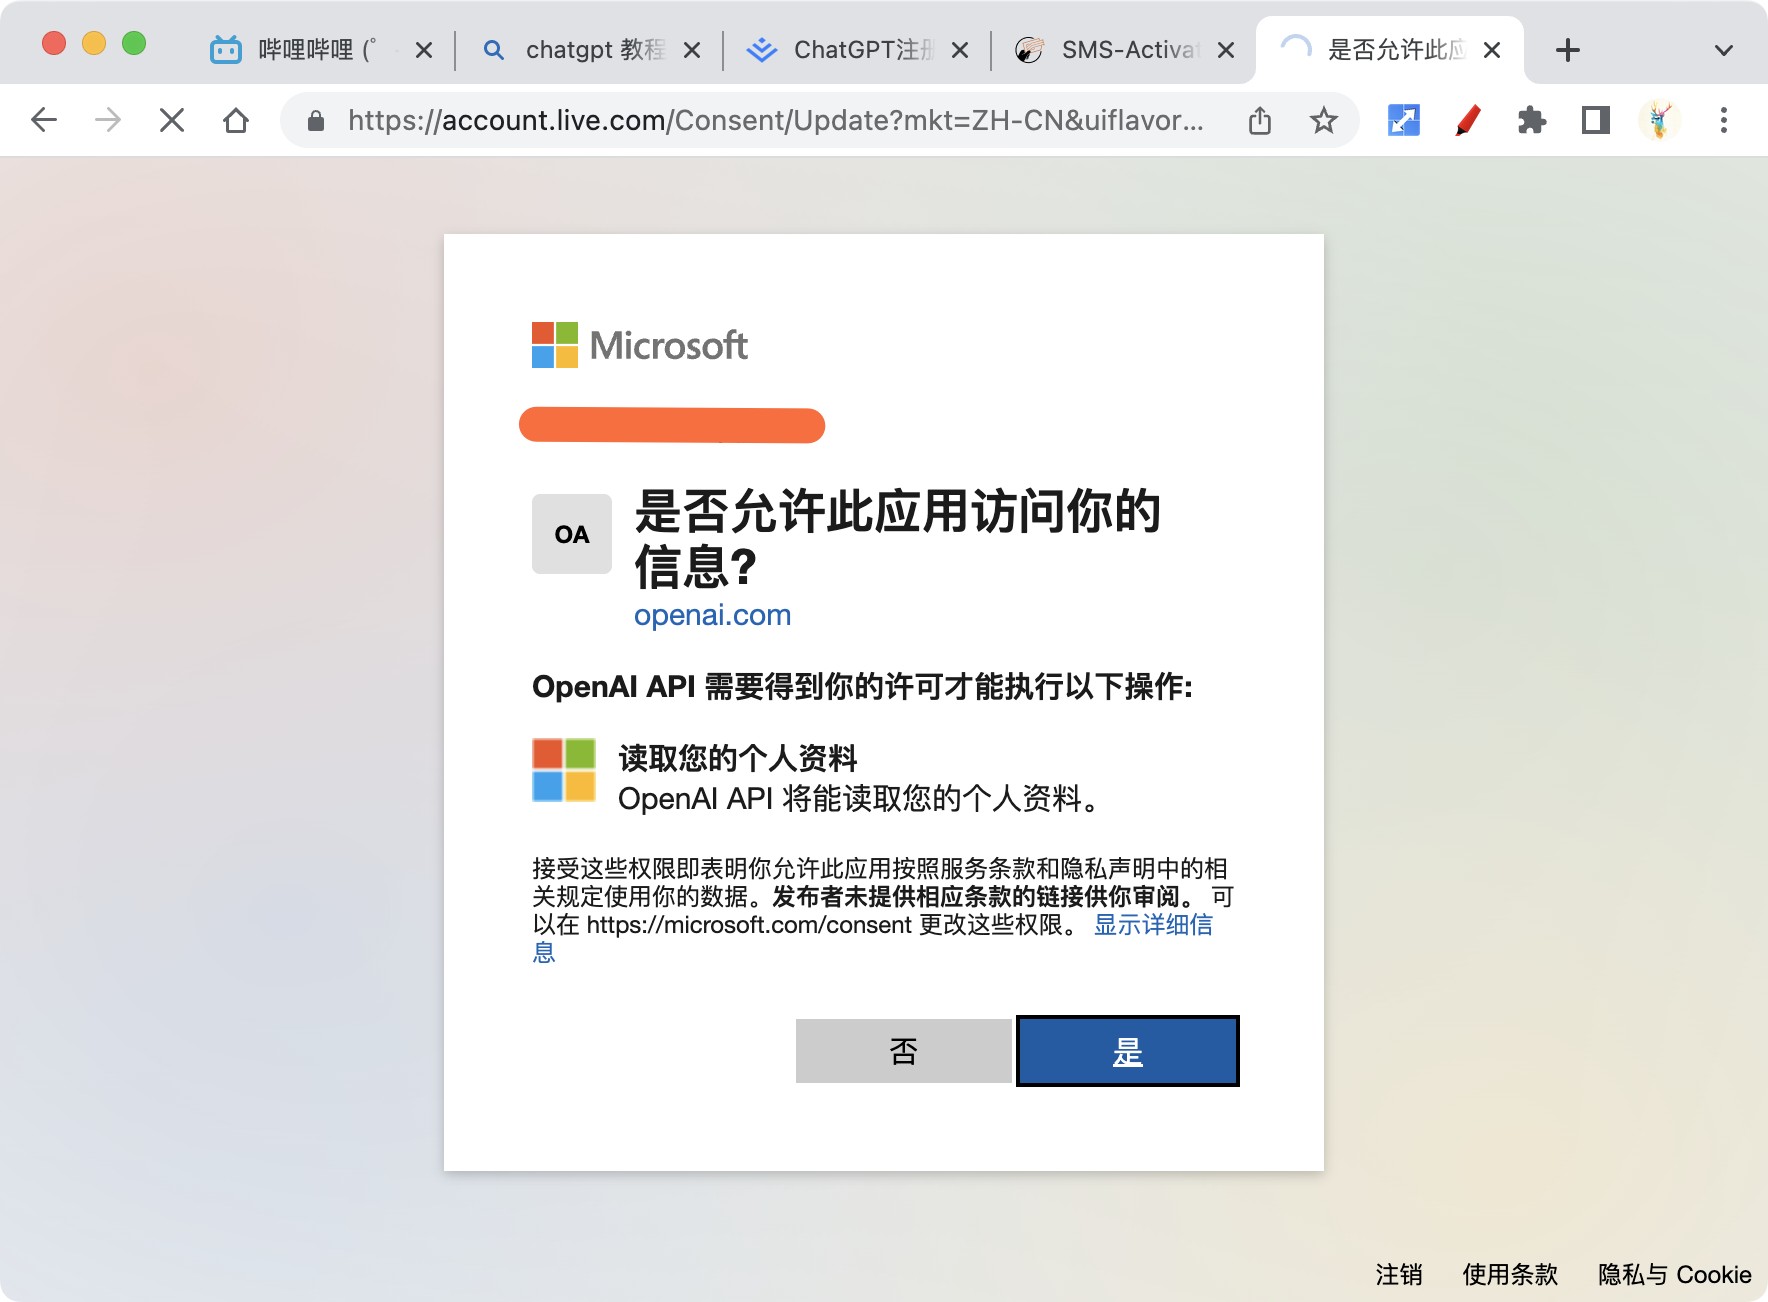 哔哩哔哩 (゜
chatgpt 教程
ChatGPT注册
SMS-Activat
是否允许此应
https://account.live.com/Consent/Update?mkt=ZH-CN&uiflavor...
Microsoft
OA
是否允许此应用访问你的
信息?
openai.com
OpenAI API 需要得到你的许可才能执行以下操作:
读取您的个人资料
OpenAI API 将能读取您的个人资料。
接受这些权限即表明你允许此应用按照服务条款和隐私声明中的相
关规定使用你的数据。发布者未提供相应条款的链接供你审阅。 可
以在 https://microsoft.com/consent 更改这些权限。 显示详细信
息
否
是
注销
使用条款
隐私与 Cookie